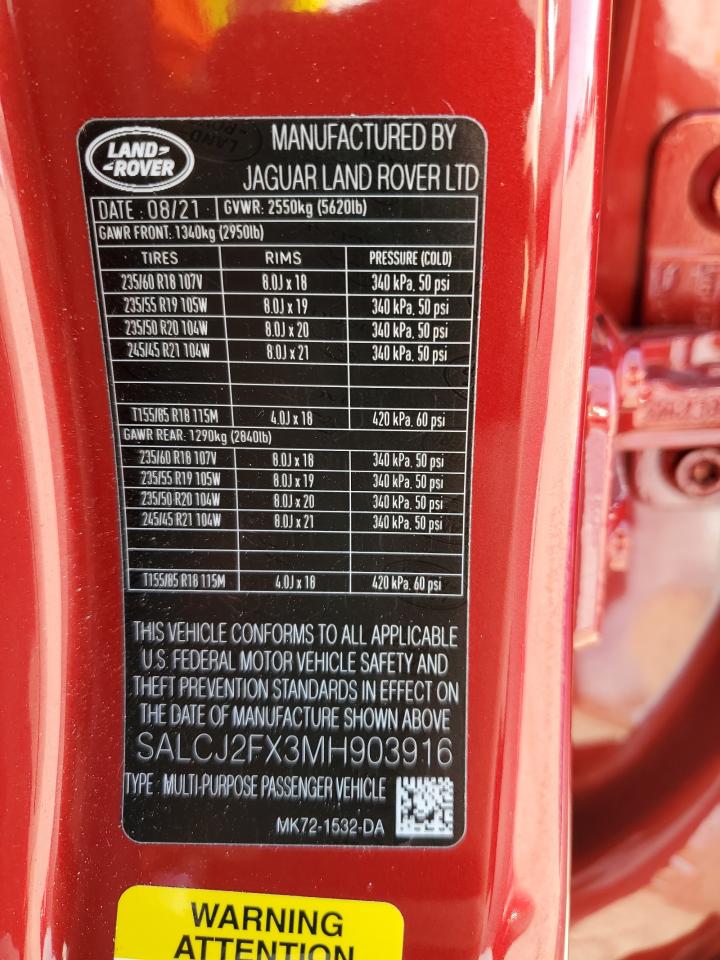 LAND-
-ROVER
MANUFACTURED BY
JAGUAR LAND ROVER LTD
DATE : 08/21 GVWR: 2550kg (5620lb)
GAWR FRONT: 1340kg (2950lb)
TIRES RIMS PRESSURE (COLD)
235/60 R18 107V 8.0J x 18 340 kPa, 50 psi
235/55 R19 105W 8.0J x 19 340 kPa, 50 psi
235/50 R20 104W 8.0J x 20 340 kPa, 50 psi
245/45 R21 104W 8.0J x 21 340 kPa, 50 psi
T155/85 R18 115M 4.0J x 18 420 kPa, 60 psi
GAWR REAR: 1290kg (2840lb)
235/60 R18 107V 8.0J x 18 340 kPa, 50 psi
235/55 R19 105W 8.0J x 19 340 kPa, 50 psi
235/50 R20 104W 8.0J x 20 340 kPa, 50 psi
245/45 R21 104W 8.0J x 21 340 kPa, 50 psi
T155/85 R18 115M 4.0J x 18 420 kPa, 60 psi
THIS VEHICLE CONFORMS TO ALL APPLICABLE
U.S. FEDERAL MOTOR VEHICLE SAFETY AND
THEFT PREVENTION STANDARDS IN EFFECT ON
THE DATE OF MANUFACTURE SHOWN ABOVE
SALCJ2FX3MH903916
TYPE : MULTI-PURPOSE PASSENGER VEHICLE
MK72-1532-DA
WARNING
ATTENTION